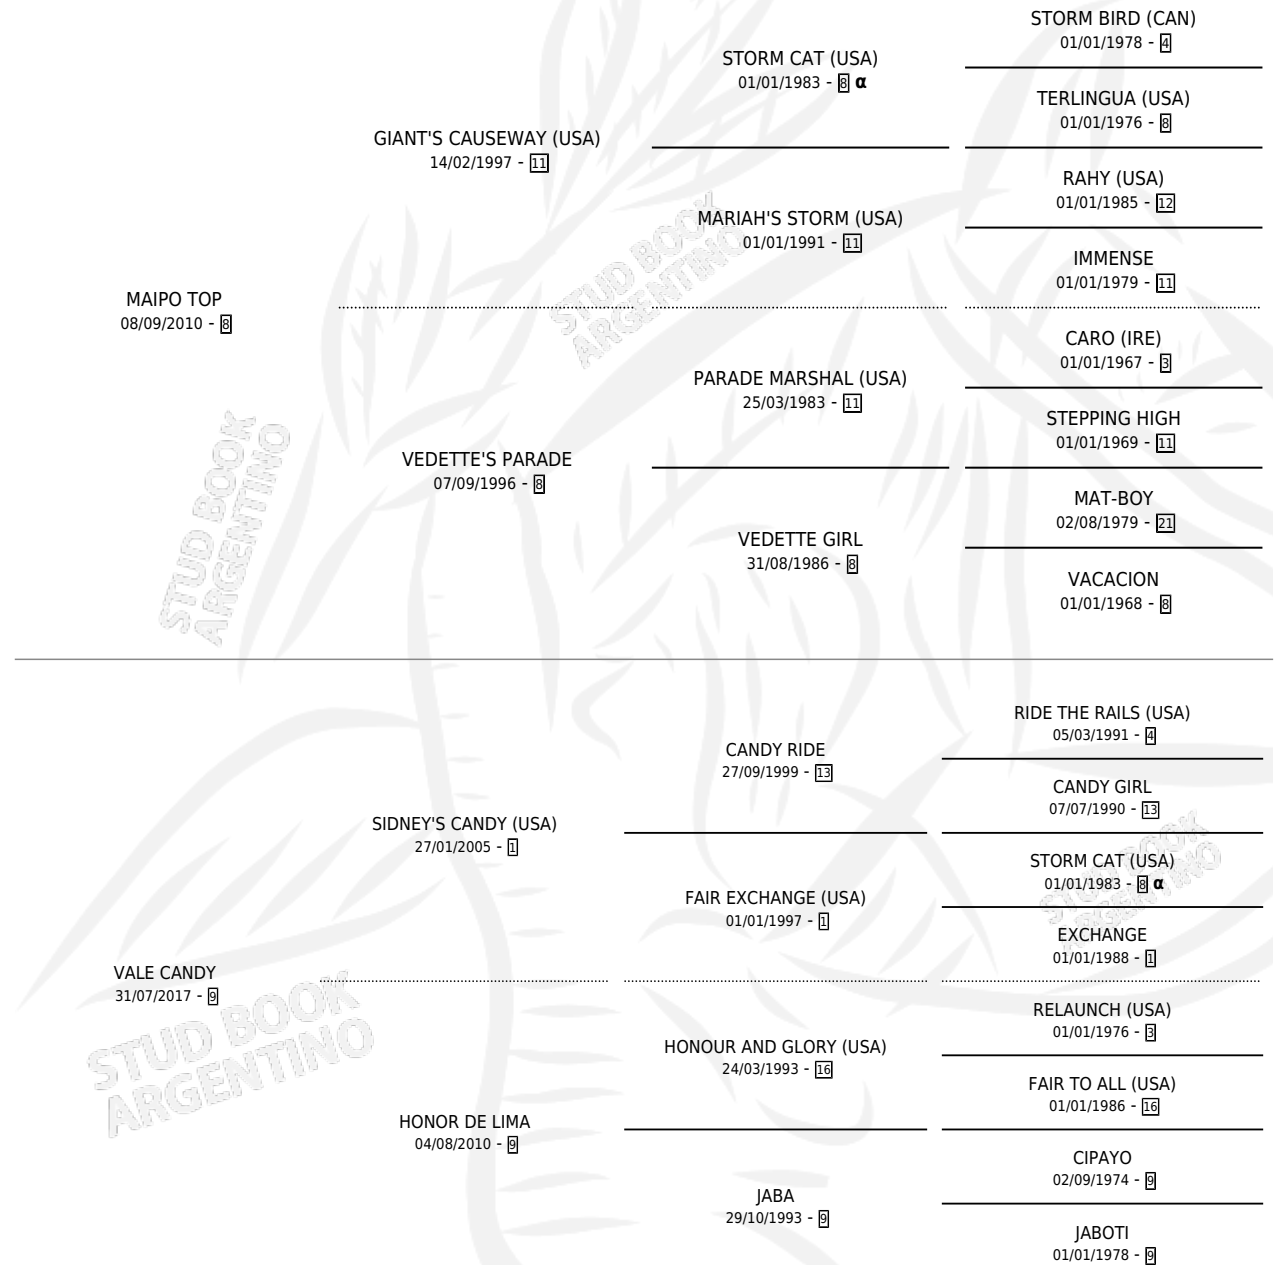 STORM BIRD (CAN)
01/01/1978 - 4
STORM CAT (USA)
01/01/1983 - 8 α
TERLINGUA (USA)
01/01/1976 - 8
GIANT'S CAUSEWAY (USA)
14/02/1997 - 11
RAHY (USA)
01/01/1985 - 12
MARIAH'S STORM (USA)
01/01/1991 - 11
IMMENSE
01/01/1979 - 11
MAIPO TOP
08/09/2010 - 8
CARO (IRE)
01/01/1967 - 3
PARADE MARSHAL (USA)
25/03/1983 - 11
STEPPING HIGH
01/01/1969 - 11
VEDETTE'S PARADE
07/09/1996 - 8
MAT-BOY
02/08/1979 - 21
VEDETTE GIRL
31/08/1986 - 8
VACACION
01/01/1968 - 8
RIDE THE RAILS (USA)
05/03/1991 - 4
CANDY RIDE
27/09/1999 - 13
CANDY GIRL
07/07/1990 - 13
SIDNEY'S CANDY (USA)
27/01/2005 - 1
STORM CAT (USA)
01/01/1983 - 8 α
FAIR EXCHANGE (USA)
01/01/1997 - 1
EXCHANGE
01/01/1988 - 1
VALE CANDY
31/07/2017 - 9
RELAUNCH (USA)
01/01/1976 - 3
HONOUR AND GLORY (USA)
24/03/1993 - 16
FAIR TO ALL (USA)
01/01/1986 - 16
HONOR DE LIMA
04/08/2010 - 9
CIPAYO
02/09/1974 - 9
JABA
29/10/1993 - 9
JABOTI
01/01/1978 - 9
STUD BOOK
ARGENTINO
STUD BOOK
ARGENTINO
STUD BOOK
ARGENTINO
STUD BOOK
ARGENTINO